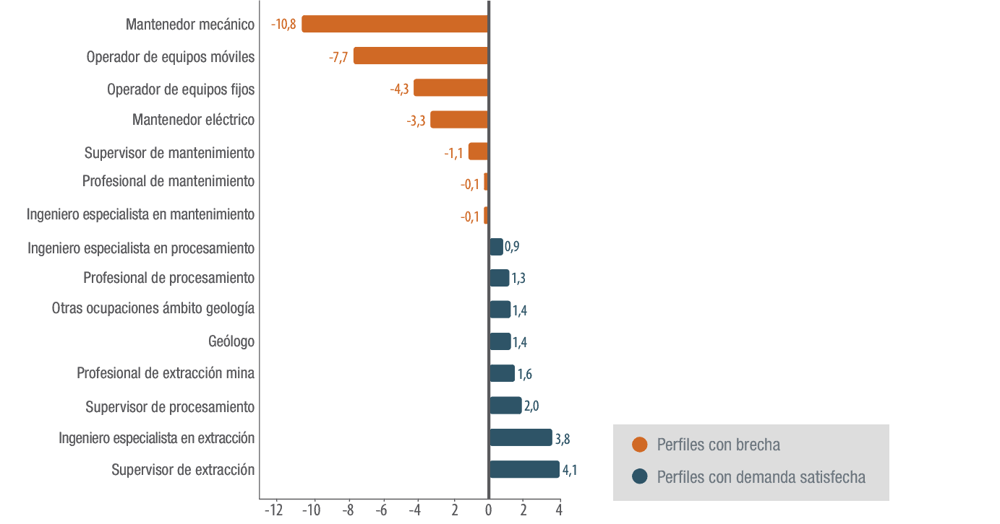 Mantenedor mecánico -10,8
Operador de equipos móviles -7,7
Operador de equipos fijos -4,3
Mantenedor eléctrico -3,3
Supervisor de mantenimiento -1,1
Profesional de mantenimiento -0,1
Ingeniero especialista en mantenimiento -0,1
Ingeniero especialista en procesamiento 0,9
Profesional de procesamiento 1,3
Otras ocupaciones ámbito geología 1,4
Geólogo 1,4
Profesional de extracción mina 1,6
Supervisor de procesamiento 2,0
Ingeniero especialista en extracción 3,8
Supervisor de extracción 4,1
-12 -10 -8 -6 -4 2 0 2 4
Perfiles con brecha
Perfiles con demanda satisfecha